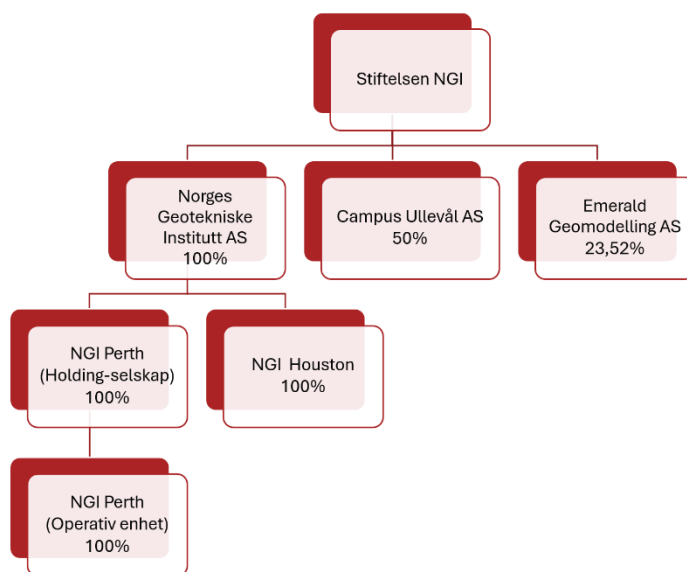 Stiftelsen NGI
Norges
Geotekniske
Institutt AS
100%
Campus Ullevål AS
50%
Emerald
Geomodelling AS
23,52%
NGI Perth
(Holding-selskap)
100%
NGI Houston
100%
NGI Perth
(Operativ enhet)
100%